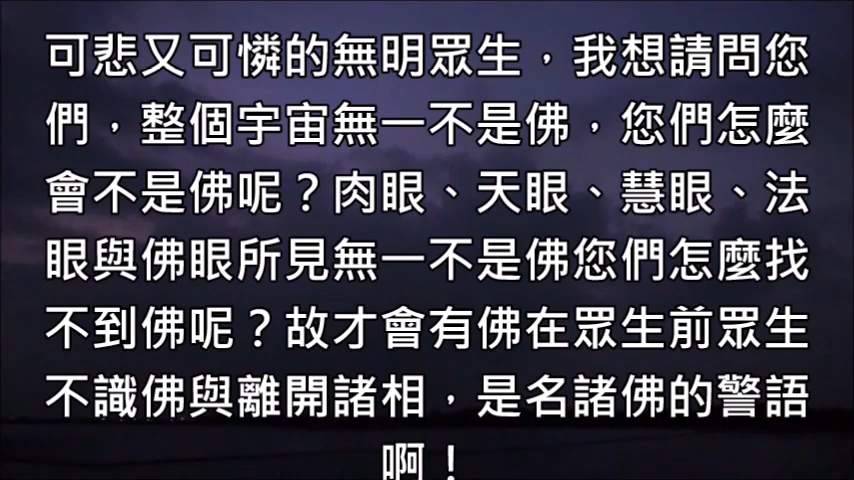 可悲又可憐的無明眾生，我想請問您
們，整個宇宙無一不是佛，您們怎麼
會不是佛呢？肉眼、天眼、慧眼、法
眼與佛眼所見無一不是佛您們怎麼找
不到佛呢？故才會有佛在眾生前眾生
不識佛與離開諸相，是名諸佛的警語
啊！